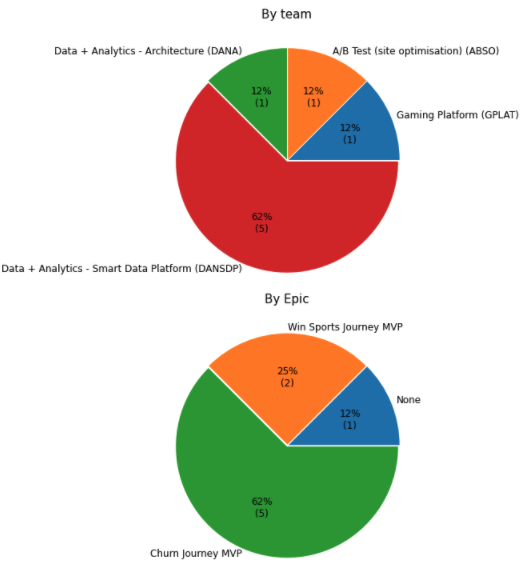 By team
Data + Analytics - Architecture (DANA)
A/B Test (site optimisation) (ABSO)
12%
(1)
12%
(1)
Gaming Platform (GPLAT)
12%
(1)
62%
(5)
Data + Analytics - Smart Data Platform (DANSDP)
By Epic
Win Sports Journey MVP
25%
(2)
None
12%
(1)
62%
(5)
Churn Journey MVP